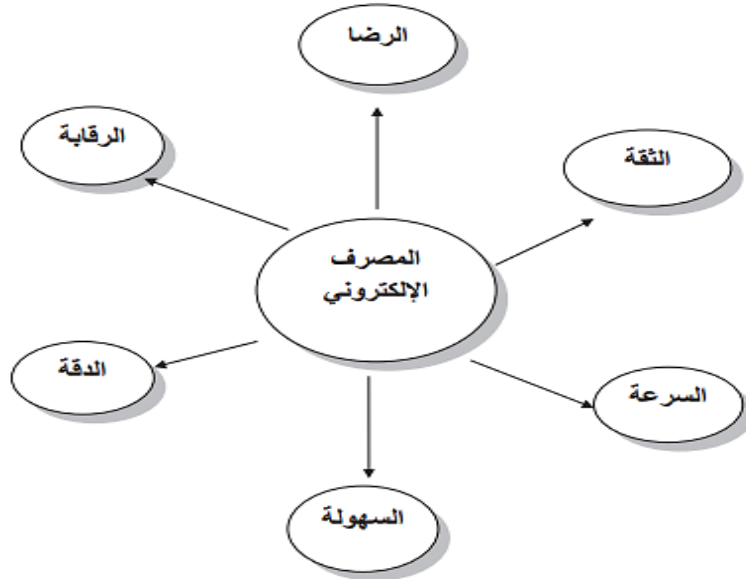 الرضا
الثقة
الرقابة
المصرف
الإلكتروني
السرعة
الدقة
السهولة